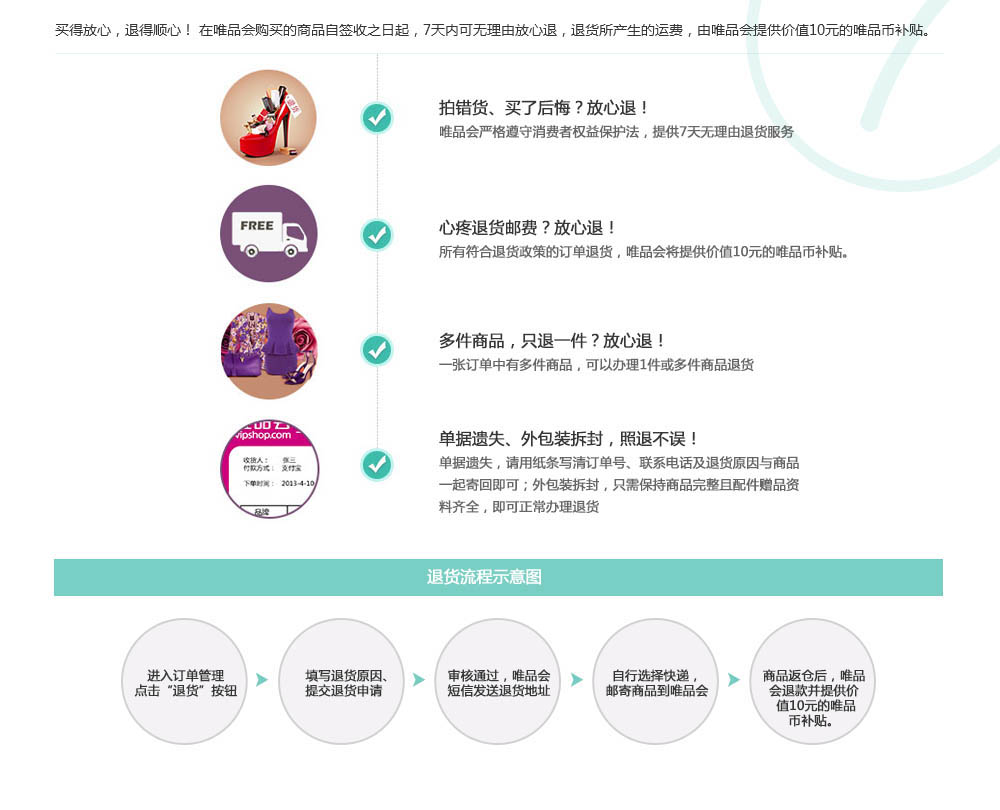 买得放心，退得顺心！ 在唯品会购买的商品自签收之日起，7天内可无理由放心退，退货所产生的运费，由唯品会提供价值10元的唯品币补贴。
拍错货、买了后悔？放心退！
唯品会严格遵守消费者权益保护法，提供7天无理由退货服务
FREE
心疼退货邮费？放心退！
所有符合退货政策的订单退货，唯品会将提供价值10元的唯品币补贴。
多件商品，只退一件？放心退！
一张订单中有多件商品，可以办理1件或多件商品退货
vipshop.com
收货人： 张三
付款方式： 支付宝
下单时间： 2013-4-10
品牌
单据遗失、外包装拆封，照退不误！
单据遗失，请用纸条写清订单号、联系电话及退货原因与商品
一起寄回即可；外包装拆封，只需保持商品完整且配件赠品资
料齐全，即可正常办理退货
退货流程示意图
进入订单管理
点击“退货”按钮
填写退货原因、
提交退货申请
审核通过，唯品会
短信发送退货地址
自行选择快递，
邮寄商品到唯品会
商品返仓后，唯品
会退款并提供价
值10元的唯品
币补贴。